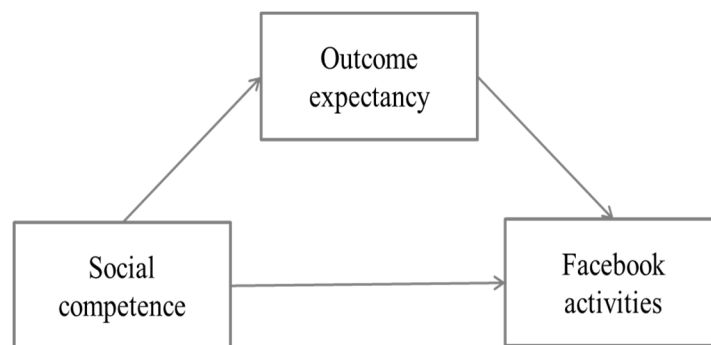 Outcome
expectancy
Social
competence
Facebook
activities